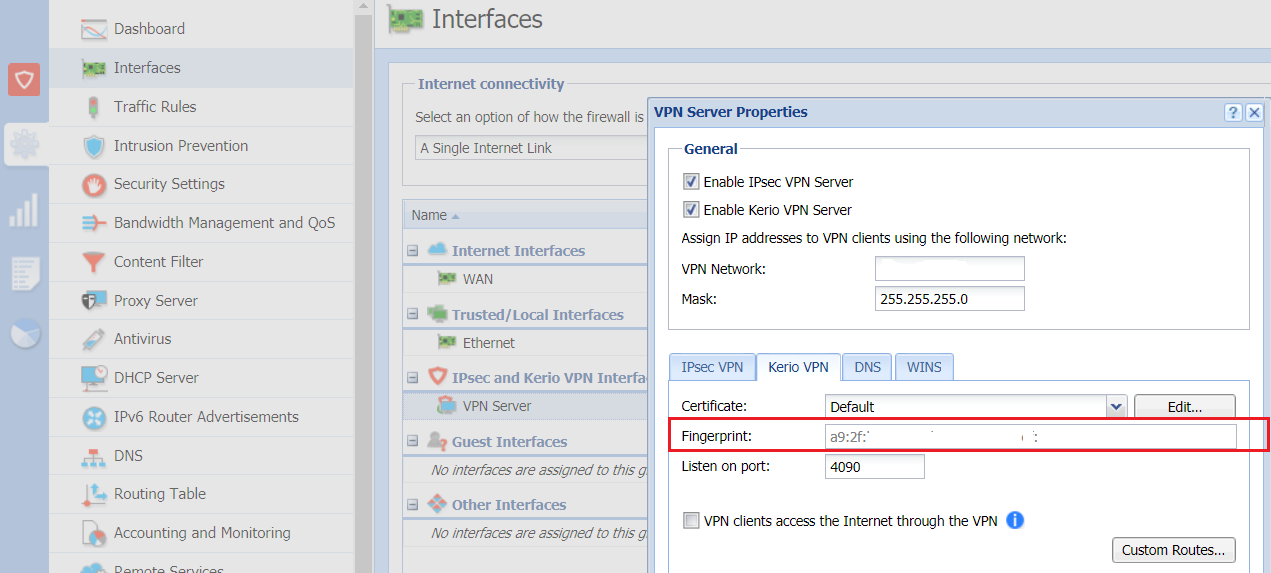 Dashboard
Interfaces
Traffic Rules
Intrusion Prevention
Security Settings
Bandwidth Management and QoS
Content Filter
Proxy Server
Antivirus
DHCP Server
IPv6 Router Advertisements
DNS
Routing Table
Accounting and Monitoring
Remote Services
Interfaces
Internet connectivity
Select an option of how the firewall is
A Single Internet Link
Name
Internet Interfaces
WAN
Trusted/Local Interfaces
Ethernet
IPsec and Kerio VPN Interfa
VPN Server
Guest Interfaces
No interfaces are assigned to this g
Other Interfaces
No interfaces are assigned to this g
VPN Server Properties
General
Enable IPsec VPN Server
Enable Kerio VPN Server
Assign IP addresses to VPN clients using the following network:
VPN Network:
Mask: 255.255.255.0
IPsec VPN Kerio VPN DNS WINS
Certificate: Default Edit...
Fingerprint: a9:2f:
Listen on port: 4090
VPN clients access the Internet through the VPN
Custom Routes...